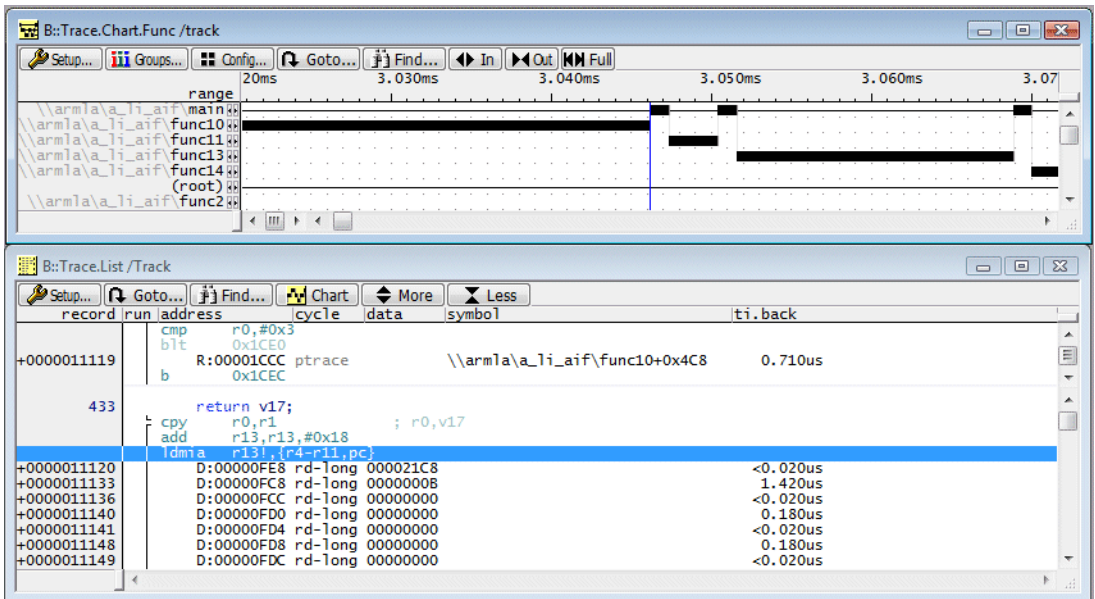 B::Trace.Chart.Func /track
Setup... Groups... Config... Goto... Find... In Out Full
20ms 3.030ms 3.040ms 3.050ms 3.060ms 3.07
range
\\armla\a_li_aif\main
\\armla\a_li_aif\func10
\\armla\a_li_aif\func11
\\armla\a_li_aif\func13
\\armla\a_li_aif\func14
(root)
\\armla\a_li_aif\func2
B::Trace.List /Track
Setup... Goto... Find... Chart More Less
record run address cycle data symbol ti.back
cmp r0,#0x3
blt 0x1CE0
+0000011119 R:00001CCC ptrace \\armla\a_li_aif\func10+0x4C8 0.710us
b 0x1CEC
433 return v17;
cpy r0,r1 ; r0,v17
add r13,r13,#0x18
ldmia r13!,{r4-r11,pc}
+0000011120 D:00000FE8 rd-long 000021C8 <0.020us
+0000011133 D:00000FC8 rd-long 0000000B 1.420us
+0000011136 D:00000FCC rd-long 00000000 <0.020us
+0000011140 D:00000FD0 rd-long 00000000 0.180us
+0000011141 D:00000FD4 rd-long 00000000 <0.020us
+0000011148 D:00000FD8 rd-long 00000000 0.180us
+0000011149 D:00000FDC rd-long 00000000 <0.020us